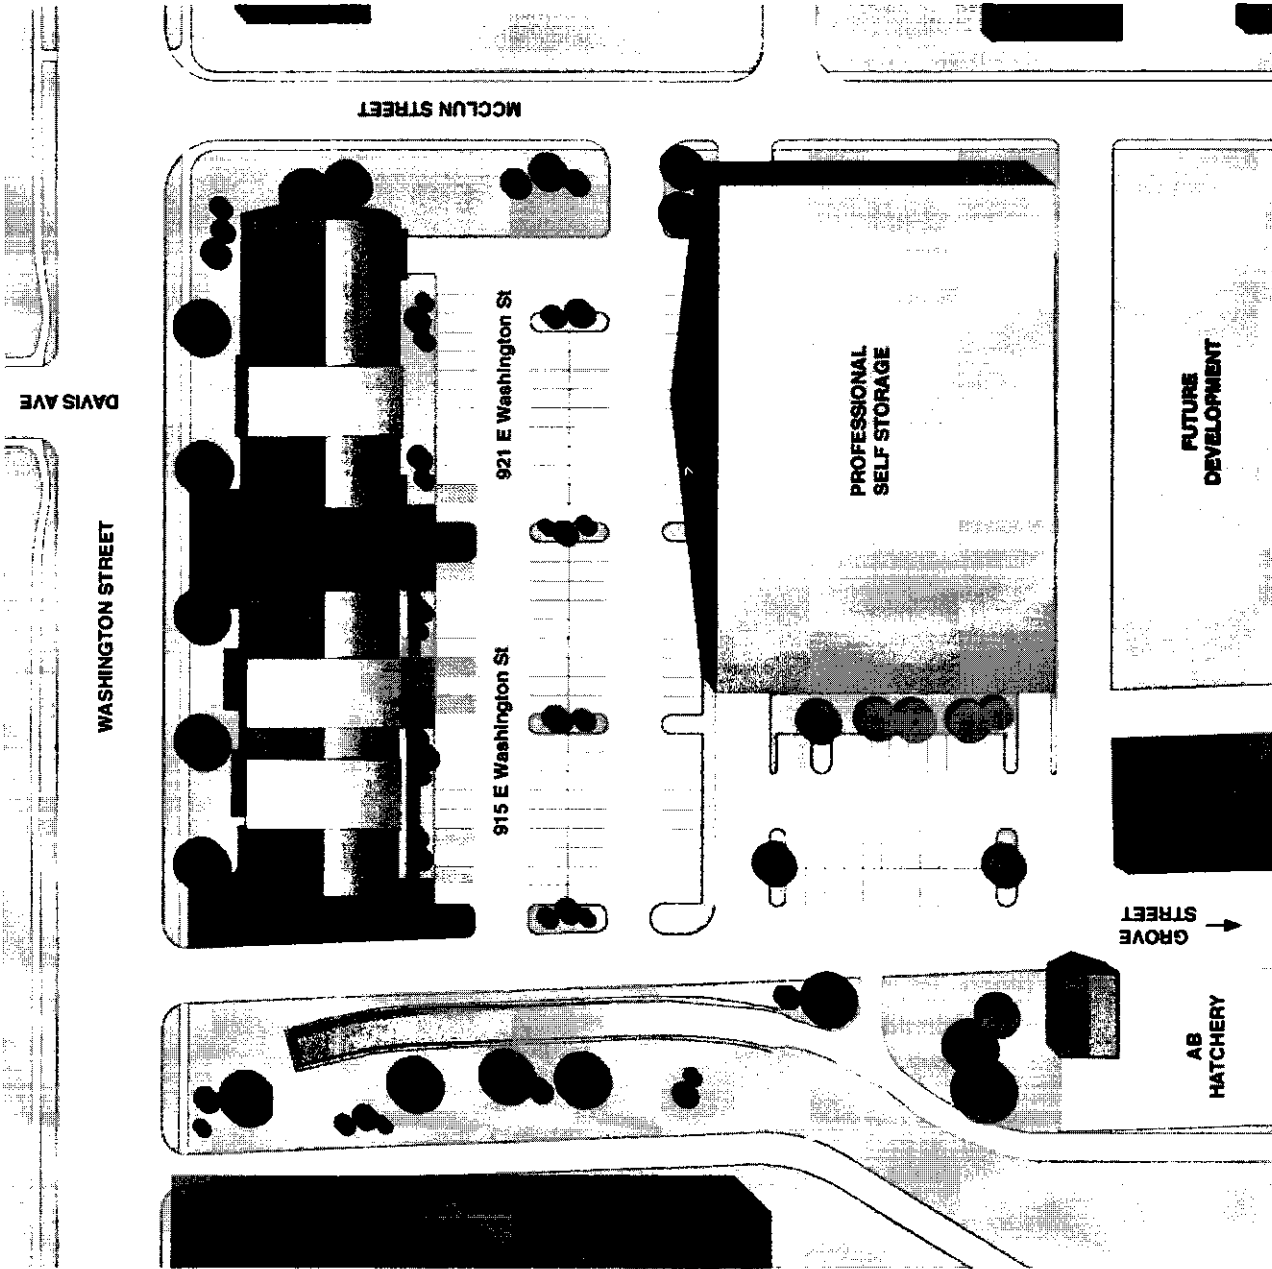 MCCLUN STREET
DAVIS AVE
WASHINGTON STREET
921 E Washington St
915 E Washington St
PROFESSIONAL
SELF STORAGE
FUTURE
DEVELOPMENT
GROVE
STREET
AB
HATCHERY